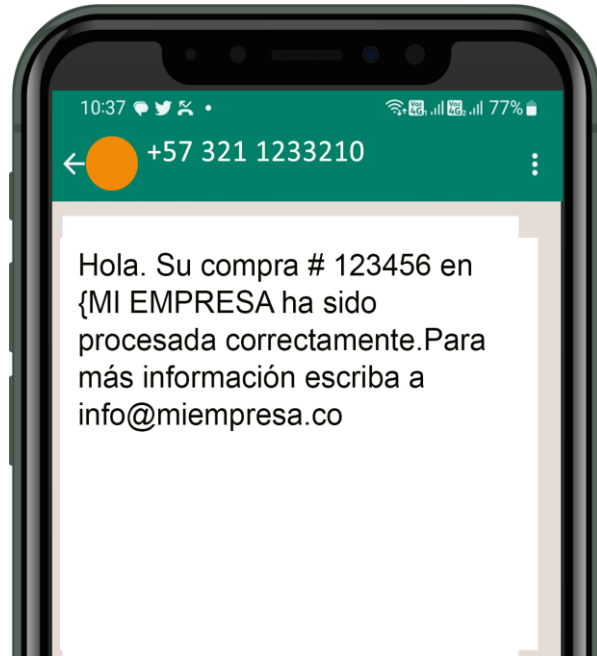 10:37 77%
+57 321 1233210
Hola. Su compra # 123456 en
{MI EMPRESA ha sido
procesada correctamente.Para
más información escriba a
info@miempresa.co